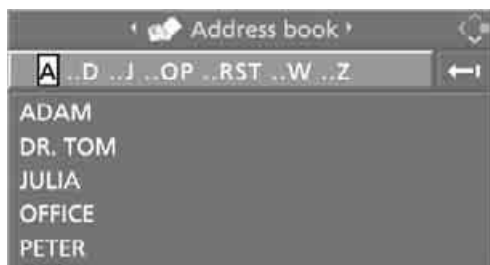 Address book
A ..D ..J ..OP ..RST ..W ..Z
ADAM
DR. TOM
JULIA
OFFICE
PETER